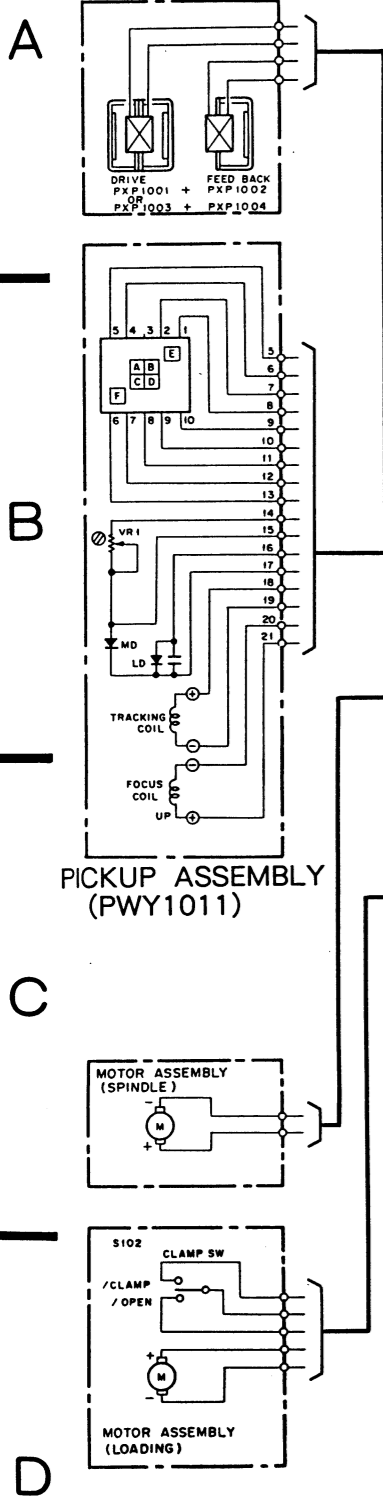 A
DRIVE FEED BACK
PXP1001 + PXP1002
OR
PXP1003 + PXP1004
5 4 3 2 1
E
A B
C D
F
6 7 8 9 10
5
6
7
8
9
10
11
12
13
14
15
16
17
18
19
20
21
B
VR1
MD
LD
+
TRACKING
COIL
−
−
FOCUS
COIL
UP +
PICKUP ASSEMBLY
(PWY1011)
C
MOTOR ASSEMBLY
(SPINDLE)
−
M
+
S102
CLAMP SW
/CLAMP
/OPEN
+
M
−
MOTOR ASSEMBLY
(LOADING)
D